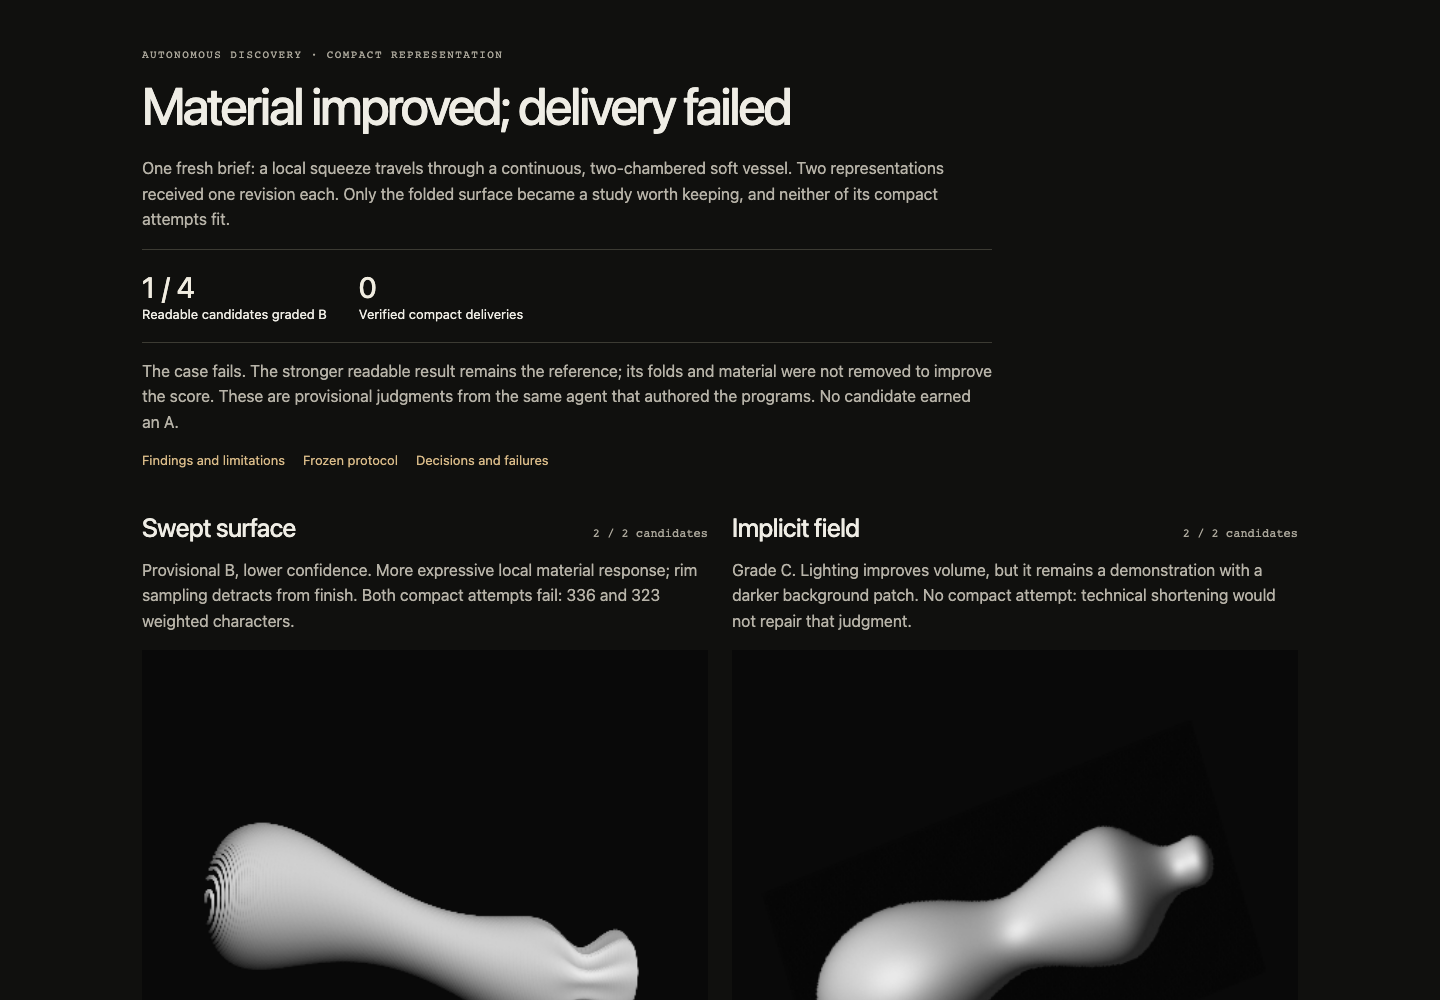 AUTONOMOUS DISCOVERY · COMPACT REPRESENTATION
Material improved; delivery failed
One fresh brief: a local squeeze travels through a continuous, two-chambered soft vessel. Two representations
received one revision each. Only the folded surface became a study worth keeping, and neither of its compact
attempts fit.
1 / 4
Readable candidates graded B
0
Verified compact deliveries
The case fails. The stronger readable result remains the reference; its folds and material were not removed to improve
the score. These are provisional judgments from the same agent that authored the programs. No candidate earned
an A.
Findings and limitations Frozen protocol Decisions and failures
Swept surface
2 / 2 candidates
Provisional B, lower confidence. More expressive local material response; rim
sampling detracts from finish. Both compact attempts fail: 336 and 323
weighted characters.
Implicit field
2 / 2 candidates
Grade C. Lighting improves volume, but it remains a demonstration with a
darker background patch. No compact attempt: technical shortening would
not repair that judgment.